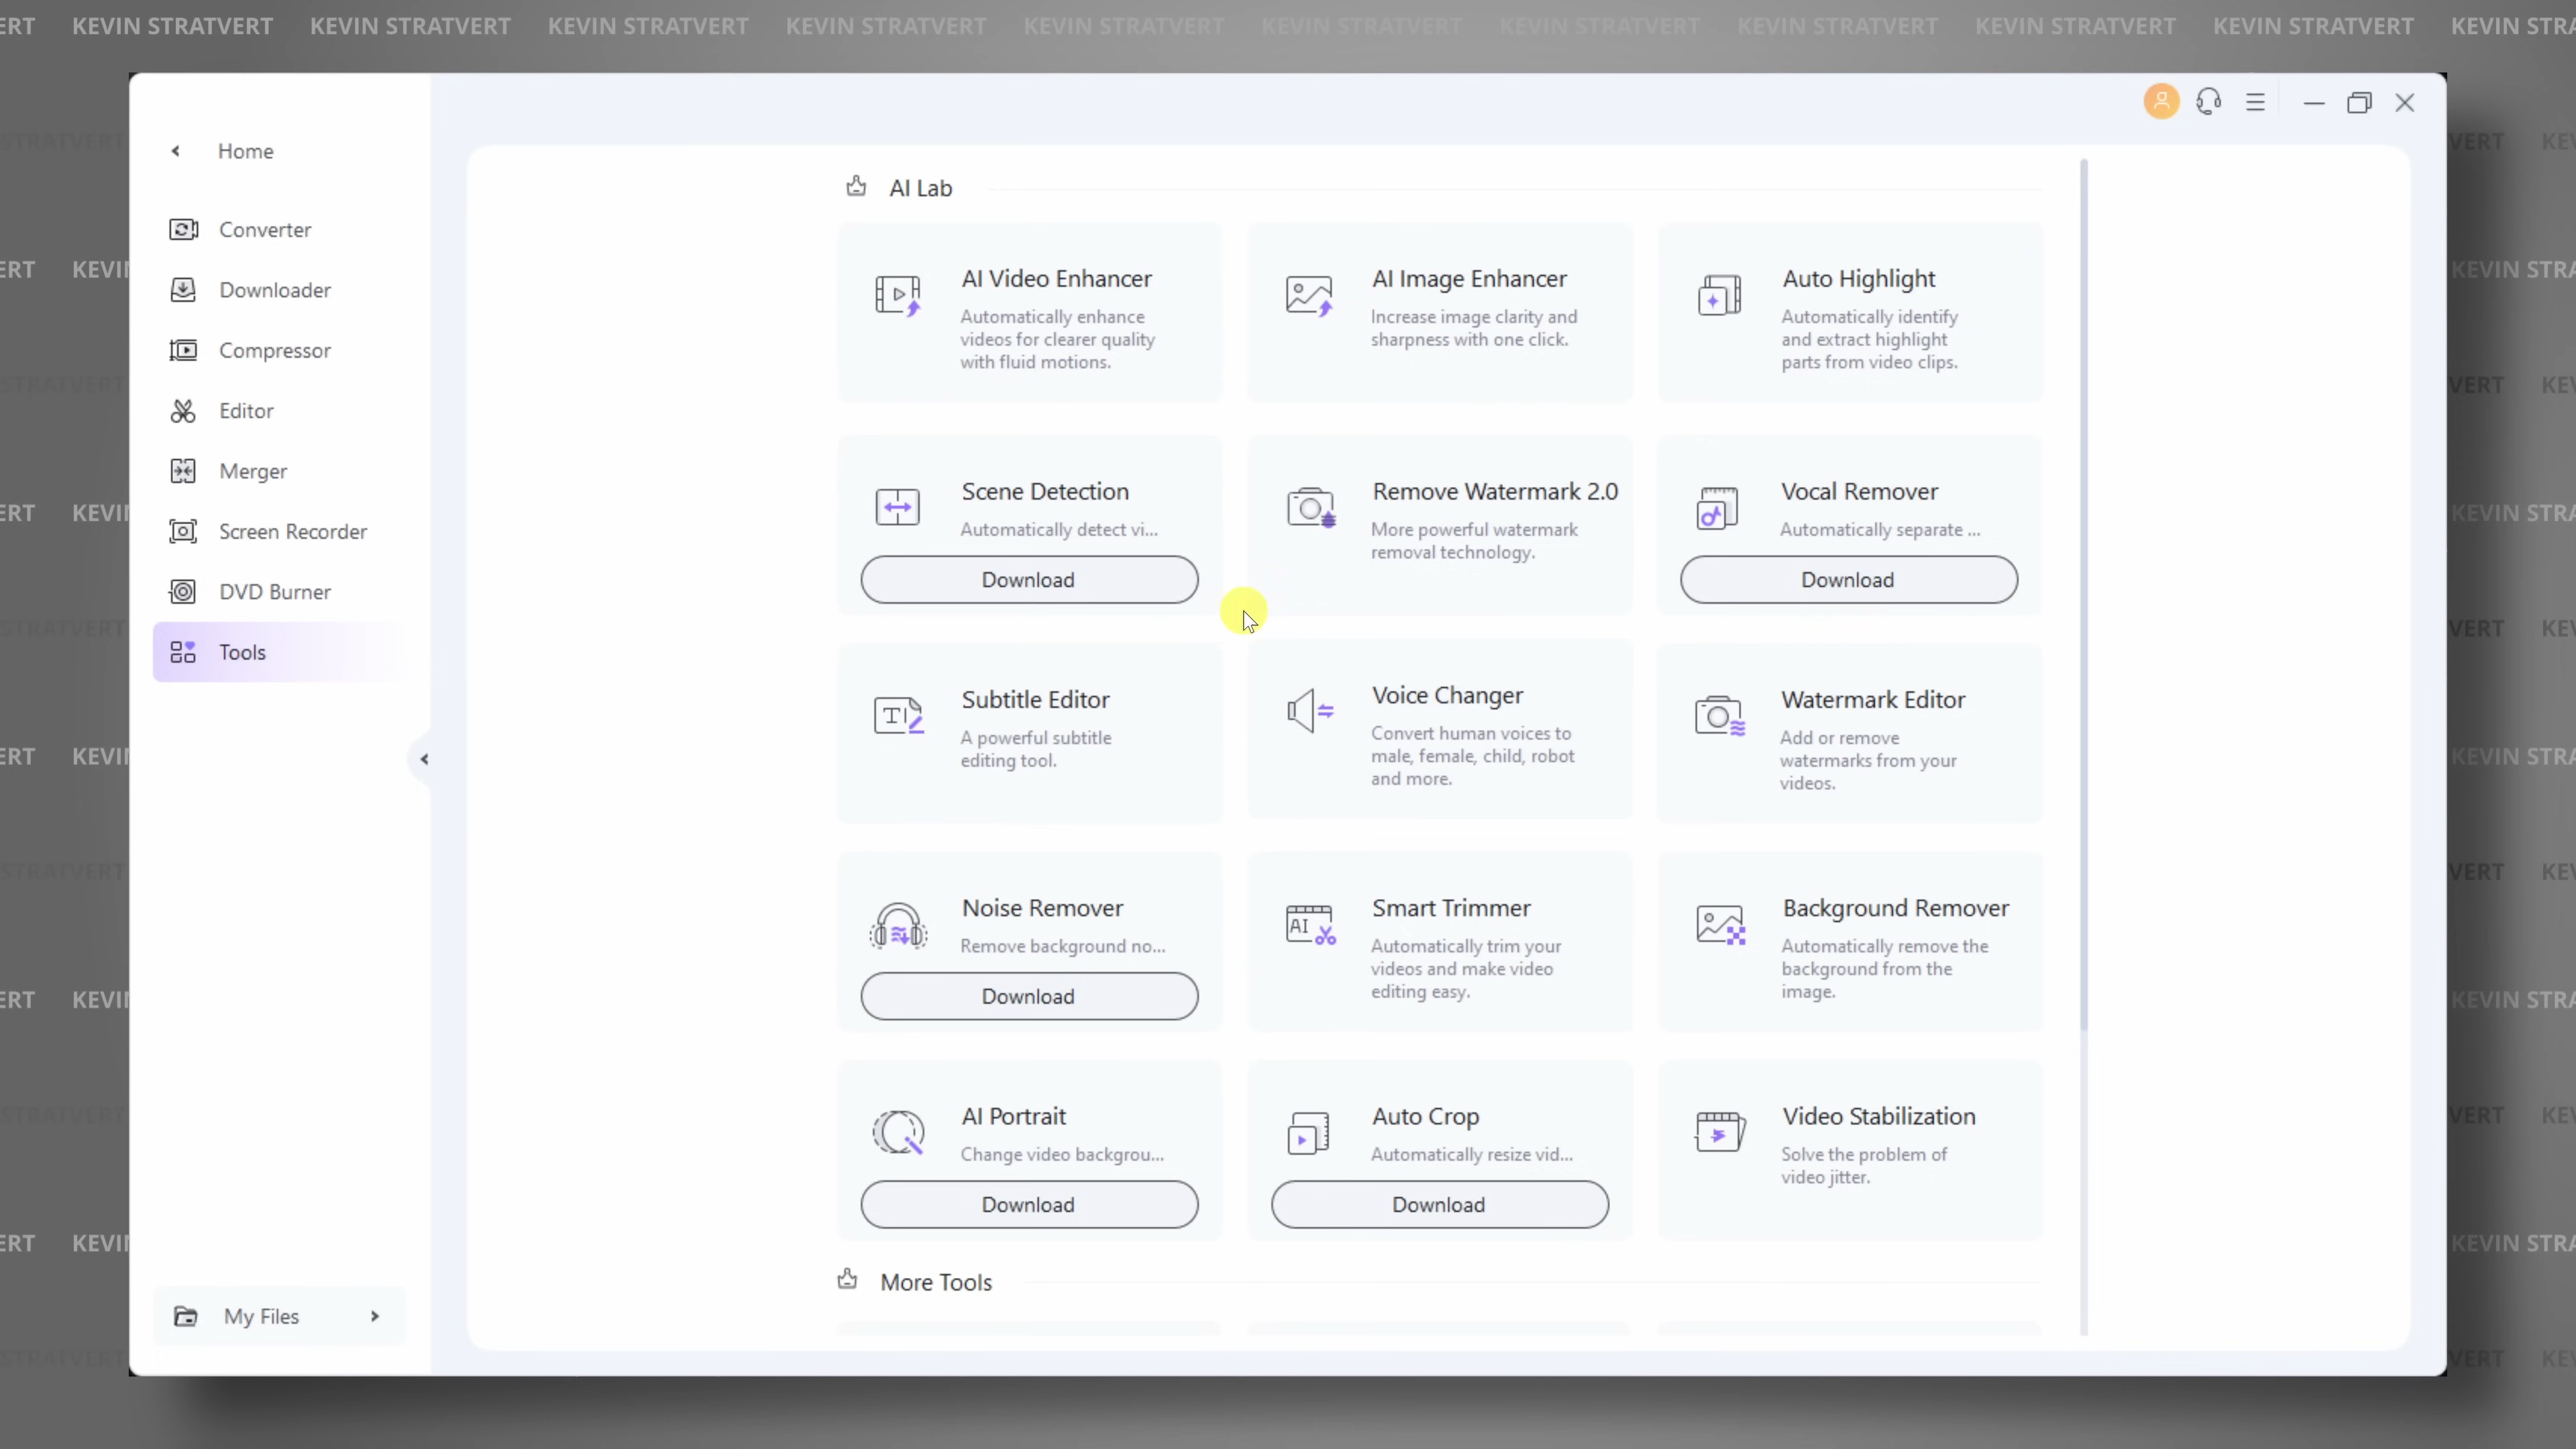 ERT KEVIN STRATVERT KEVIN STRATVERT KEVIN STRATVERT KEVIN STRATVERT KEVIN STRATVERT KEVIN STRATVERT KEVIN STRATVERT KEVIN STRATVERT KEVIN STRATVERT KEVIN STRATVERT KEVIN STRA
Home
Converter
Downloader
Compressor
Editor
Merger
Screen Recorder
DVD Burner
Tools
My Files
AI Lab
AI Video Enhancer
Automatically enhance
videos for clearer quality
with fluid motions.
AI Image Enhancer
Increase image clarity and
sharpness with one click.
Auto Highlight
Automatically identify
and extract highlight
parts from video clips.
Scene Detection
Automatically detect vi...
Download
Remove Watermark 2.0
More powerful watermark
removal technology.
Vocal Remover
Automatically separate ...
Download
Subtitle Editor
A powerful subtitle
editing tool.
Voice Changer
Convert human voices to
male, female, child, robot
and more.
Watermark Editor
Add or remove
watermarks from your
videos.
Noise Remover
Remove background no...
Download
Smart Trimmer
Automatically trim your
videos and make video
editing easy.
Background Remover
Automatically remove the
background from the
image.
AI Portrait
Change video backgrou...
Download
Auto Crop
Automatically resize vid...
Download
Video Stabilization
Solve the problem of
video jitter.
More Tools